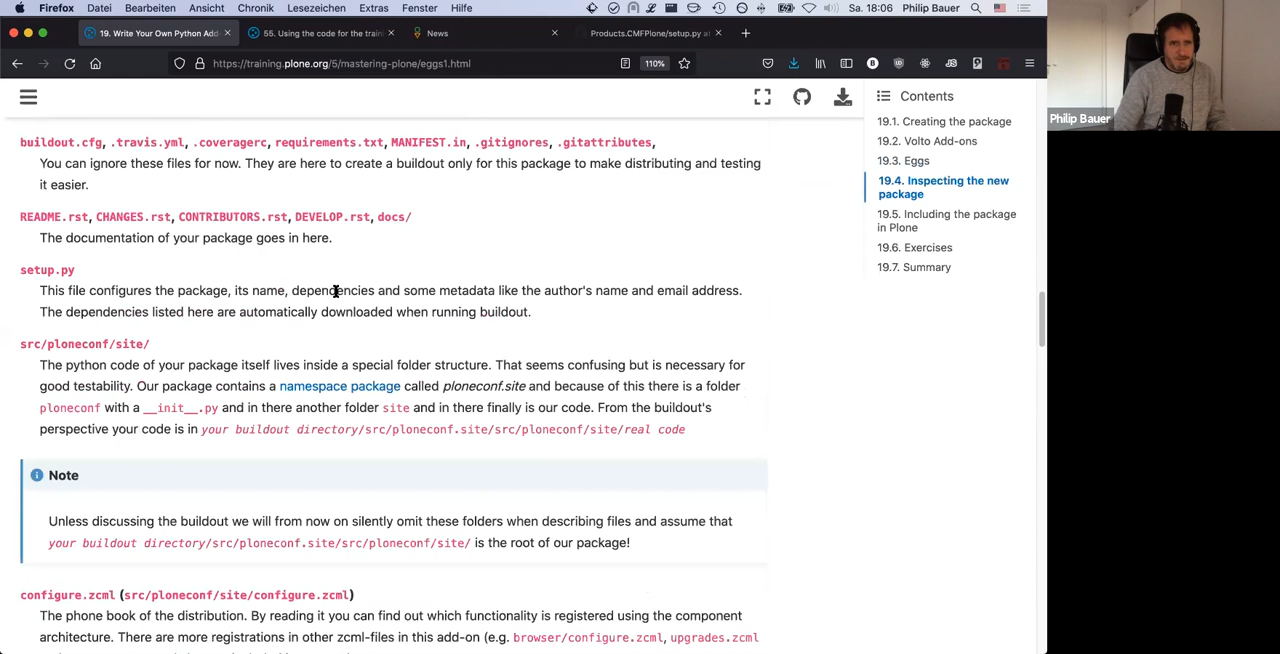 Firefox Datei Bearbeiten Ansicht Chronik Lesezeichen Extras Fenster Hilfe Sa. 18:06 Philip Bauer
19. Write Your Own Python Add-
55. Using the code for the train
News
Products.CMFPlone/setup.py at
https://training.plone.org/5/mastering-plone/eggs1.html
110%
Philip Bauer
Contents
19.1. Creating the package
19.2. Volto Add-ons
19.3. Eggs
19.4. Inspecting the new
package
19.5. Including the package
in Plone
19.6. Exercises
19.7. Summary
buildout.cfg, .travis.yml, .coveragerc, requirements.txt, MANIFEST.in, .gitignores, .gitattributes,
You can ignore these files for now. They are here to create a buildout only for this package to make distributing and testing
it easier.
README.rst, CHANGES.rst, CONTRIBUTORS.rst, DEVELOP.rst, docs/
The documentation of your package goes in here.
setup.py
This file configures the package, its name, dependencies and some metadata like the author's name and email address.
The dependencies listed here are automatically downloaded when running buildout.
src/ploneconf/site/
The python code of your package itself lives inside a special folder structure. That seems confusing but is necessary for
good testability. Our package contains a namespace package called ploneconf.site and because of this there is a folder
ploneconf with a __init__.py and in there another folder site and in there finally is our code. From the buildout's
perspective your code is in your buildout directory/src/ploneconf.site/src/ploneconf/site/real code
Note
Unless discussing the buildout we will from now on silently omit these folders when describing files and assume that
your buildout directory/src/ploneconf.site/src/ploneconf/site/ is the root of our package!
configure.zcml (src/ploneconf/site/configure.zcml)
The phone book of the distribution. By reading it you can find out which functionality is registered using the component
architecture. There are more registrations in other zcml-files in this add-on (e.g. browser/configure.zcml, upgrades.zcml